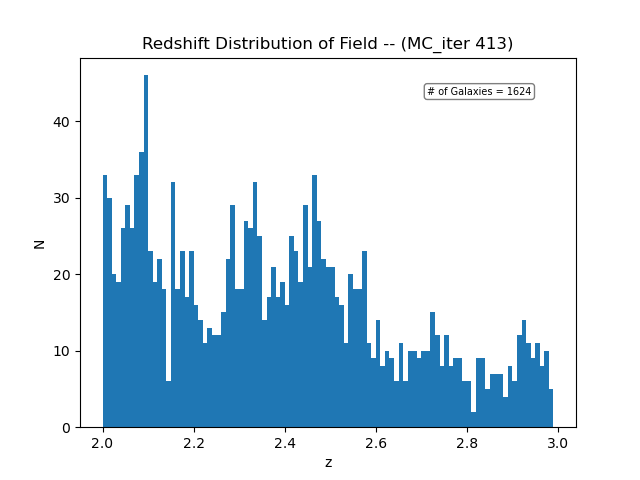 Redshift Distribution of Field -- (MC_iter 413)
# of Galaxies = 1624
40
30
20
10
0
N
2.0 2.2 2.4 2.6 2.8 3.0
z